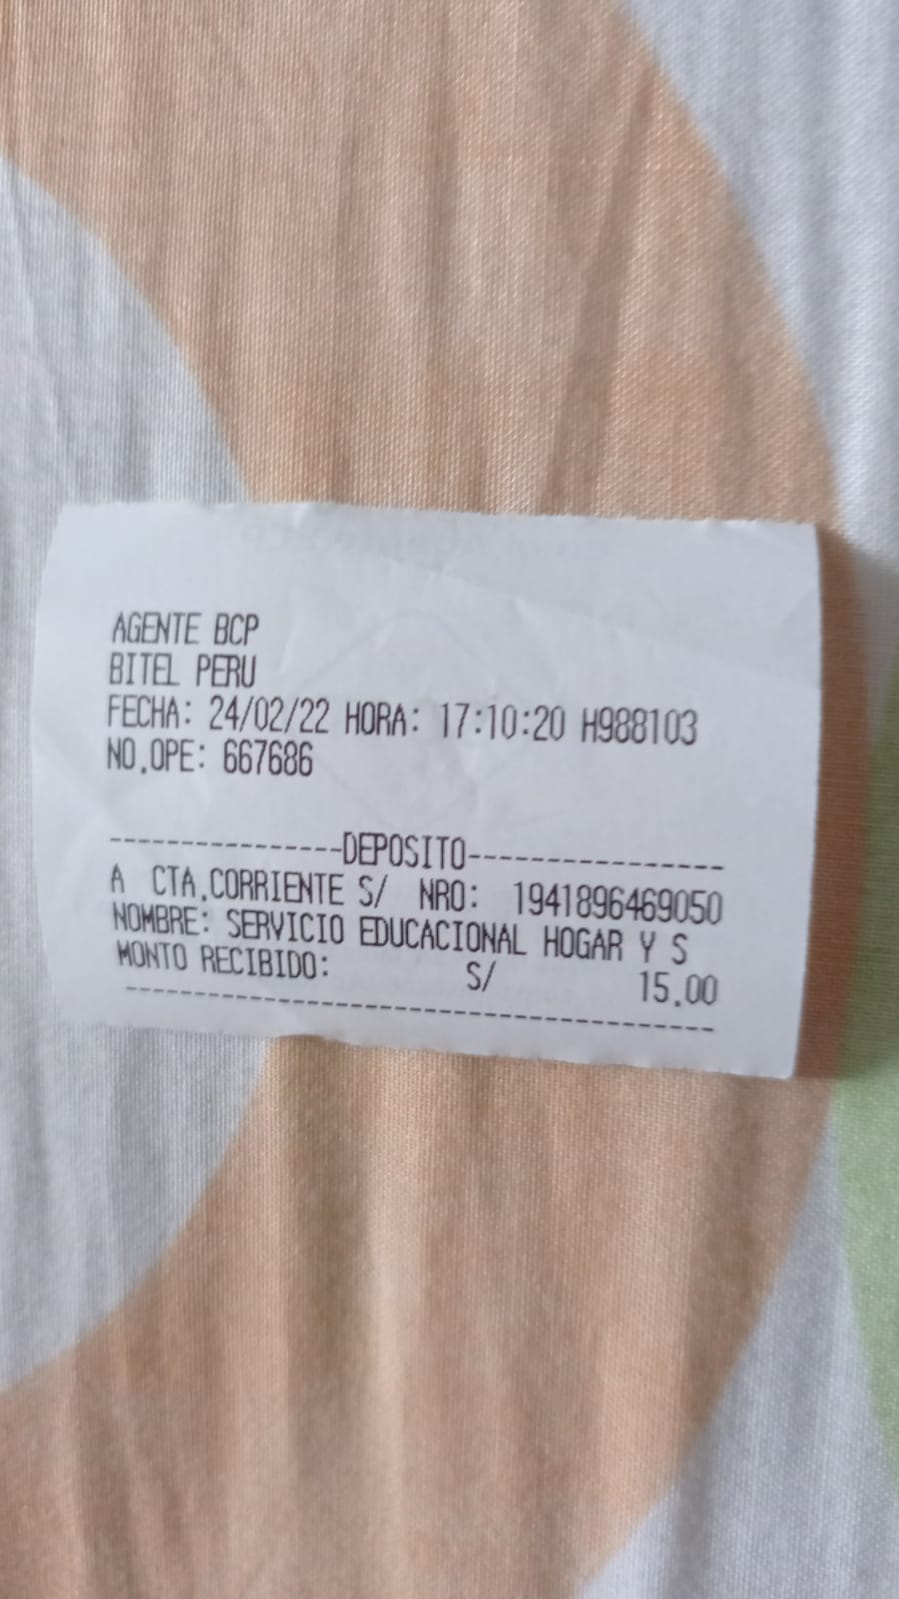 AGENTE BCP
BITEL PERU
FECHA: 24/02/22 HORA: 17:10:20 H988103
NO.OPE: 667686
----------------DEPOSITO------------------
A CTA.CORRIENTE S/ NRO: 1941896469050
NOMBRE: SERVICIO EDUCACIONAL HOGAR Y S
MONTO RECIBIDO: S/ 15.00
------------------------------------------